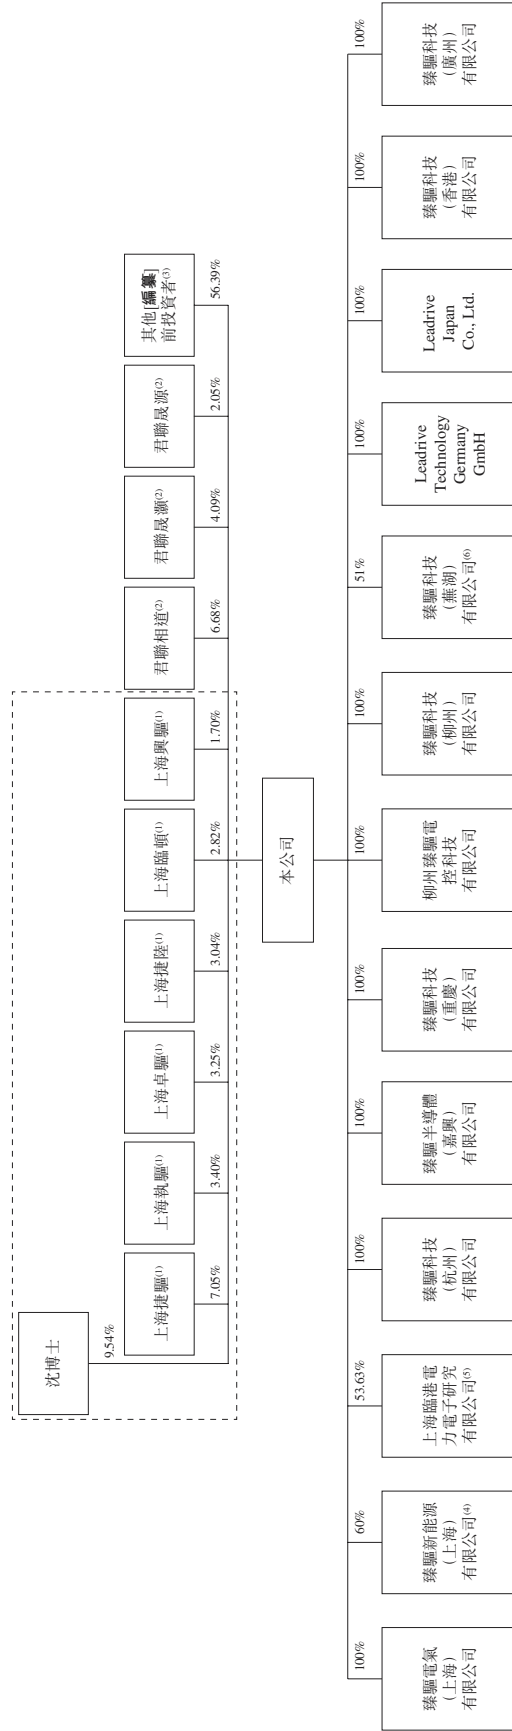 沈博士
9.54%
上海捷驅(1)
上海執驅(1)
上海卓驅(1)
上海捷陸(1)
上海臨頓(1)
上海興驅(1)
君聯相道(2)
君聯晟灝(2)
君聯晟源(2)
其他[編纂]
前投資者(3)
7.05%
3.40%
3.25%
3.04%
2.82%
1.70%
6.68%
4.09%
2.05%
56.39%
本公司
100%
60%
53.63%
100%
100%
100%
100%
100%
51%
100%
100%
100%
100%
臻驅電氣
(上海)
有限公司
臻驅新能源
(上海)
有限公司(4)
上海臨港電
力電子研究
有限公司(5)
臻驅科技
(杭州)
有限公司
臻驅半導體
(嘉興)
有限公司
臻驅科技
(重慶)
有限公司
柳州臻驅電
控科技
有限公司
臻驅科技
(柳州)
有限公司
臻驅科技
(蕪湖)
有限公司(6)
Leadrive
Technology
Germany
GmbH
Leadrive
Japan
Co., Ltd.
臻驅科技
(香港)
有限公司
臻驅科技
(廣州)
有限公司